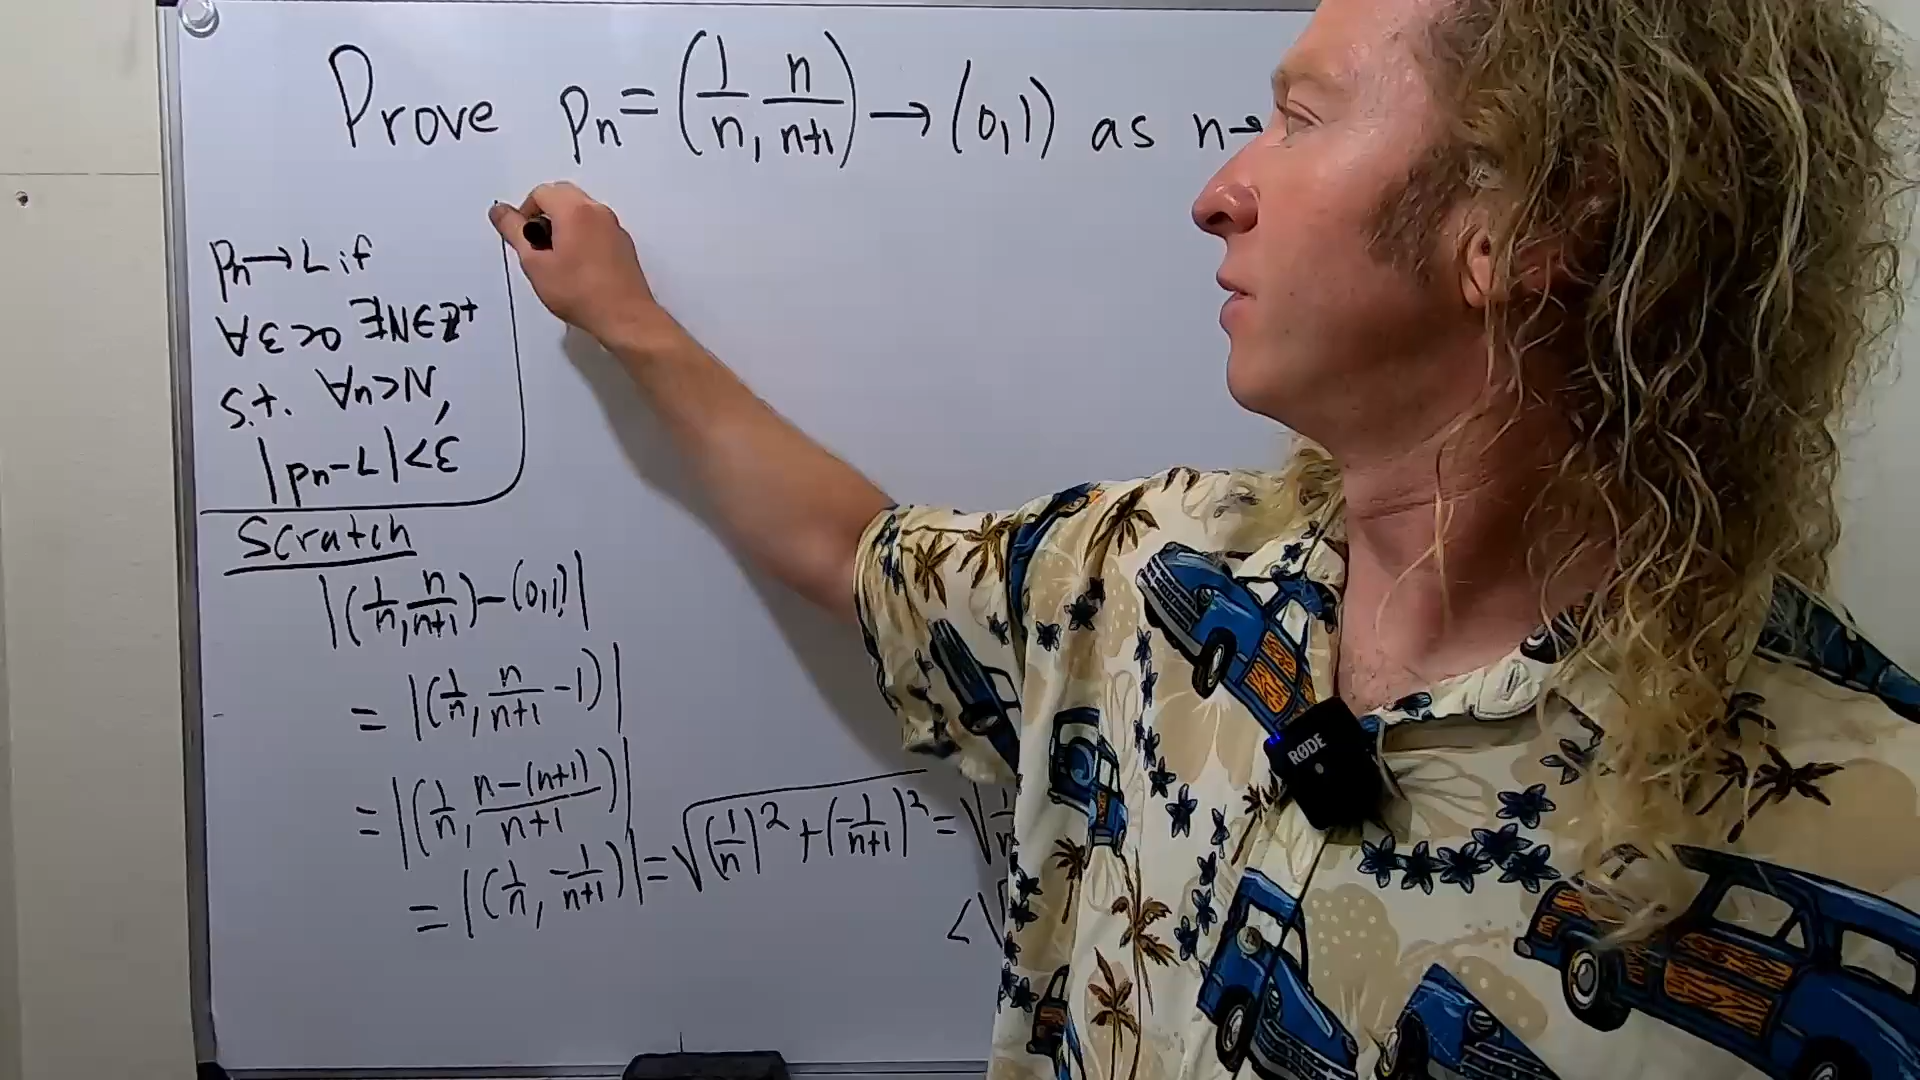 Prove pn = (1/n, n/n+1) → (0,1) as n→
pn→L if
∀ε>0 ∃N∈Z+
s.t. ∀n>N,
|pn-L|<ε
Scratch
|(1/n, n/n+1)-(0,1)|
= |(1/n, n/n+1 -1)|
= |(1/n, n-(n+1)/n+1)|
= |(1/n, -1/n+1)| = √(1/n)²+(-1/n+1)² = √1/n
< √
RØDE